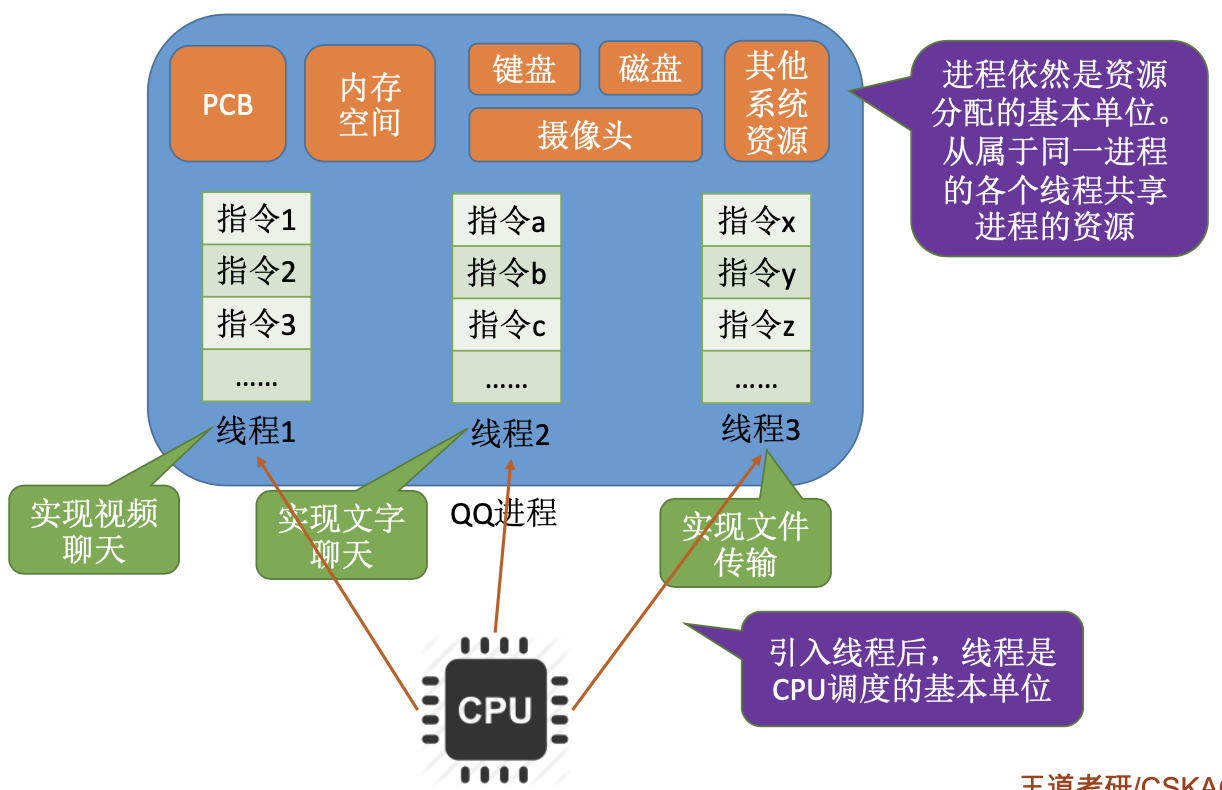 PCB
内存
空间
键盘
磁盘
摄像头
其他
系统
资源
进程依然是资源
分配的基本单位。
从属于同一进程
的各个线程共享
进程的资源
指令1
指令2
指令3
......
线程1
指令a
指令b
指令c
......
线程2
指令x
指令y
指令z
......
线程3
实现视频
聊天
实现文字
聊天
QQ进程
实现文件
传输
引入线程后，线程是
CPU调度的基本单位
CPU
王道考研/CSKAO